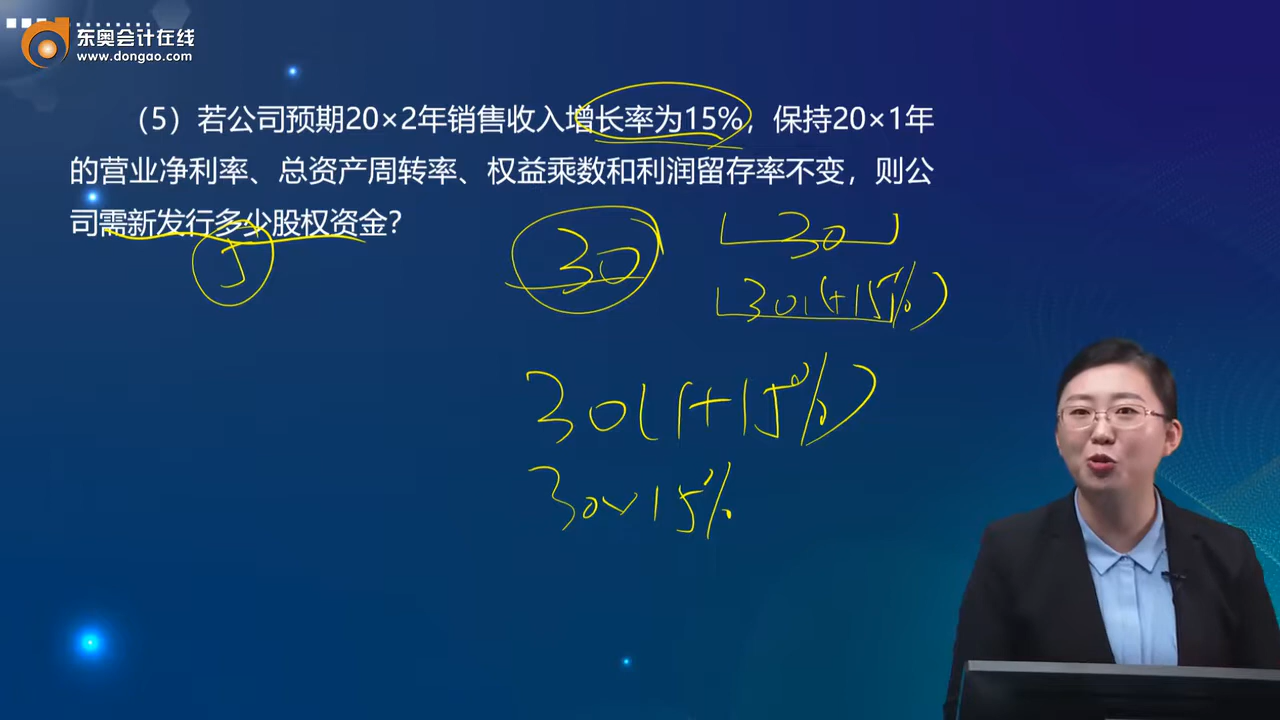 东奥会计在线
www.dongao.com
（5）若公司预期20×2年销售收入增长率为15%，保持20×1年
的营业净利率、总资产周转率、权益乘数和利润留存率不变，则公
司需新发行多少股权资金？
30
30
30(1+15%)
30(1+15%)
30×15%